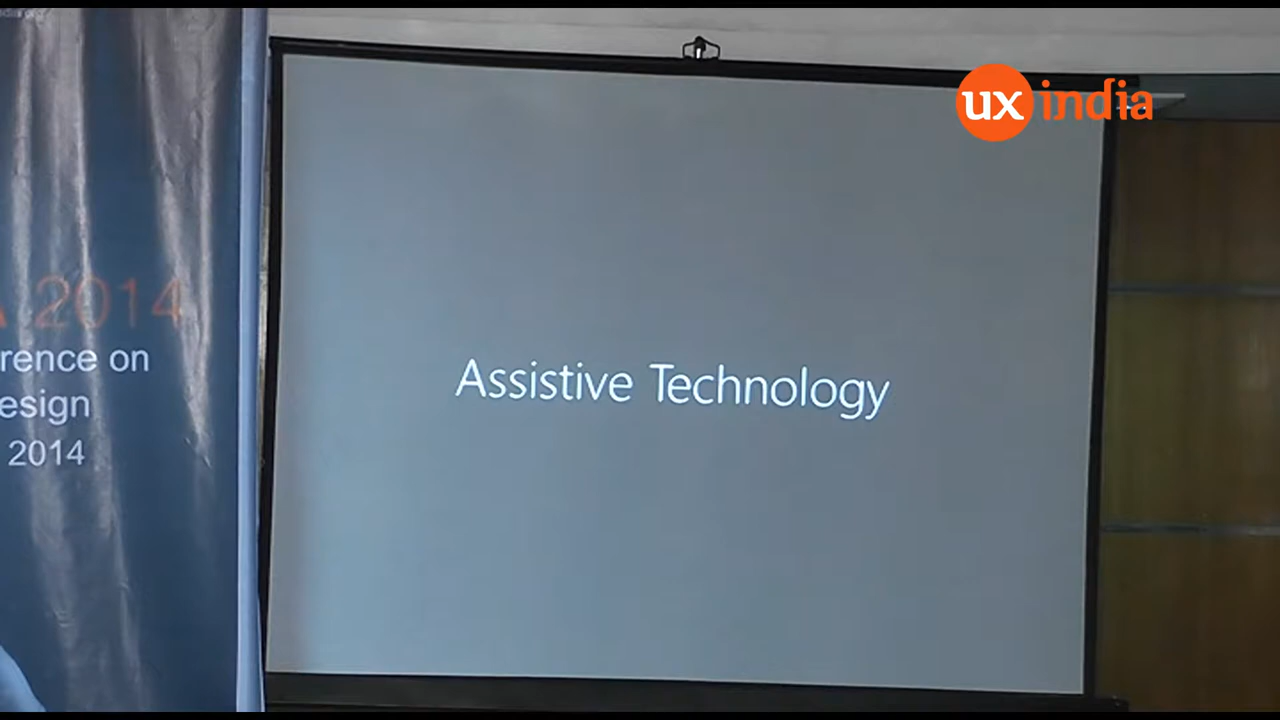 ux india
A 2014
rence on
esign
2014
Assistive Technology